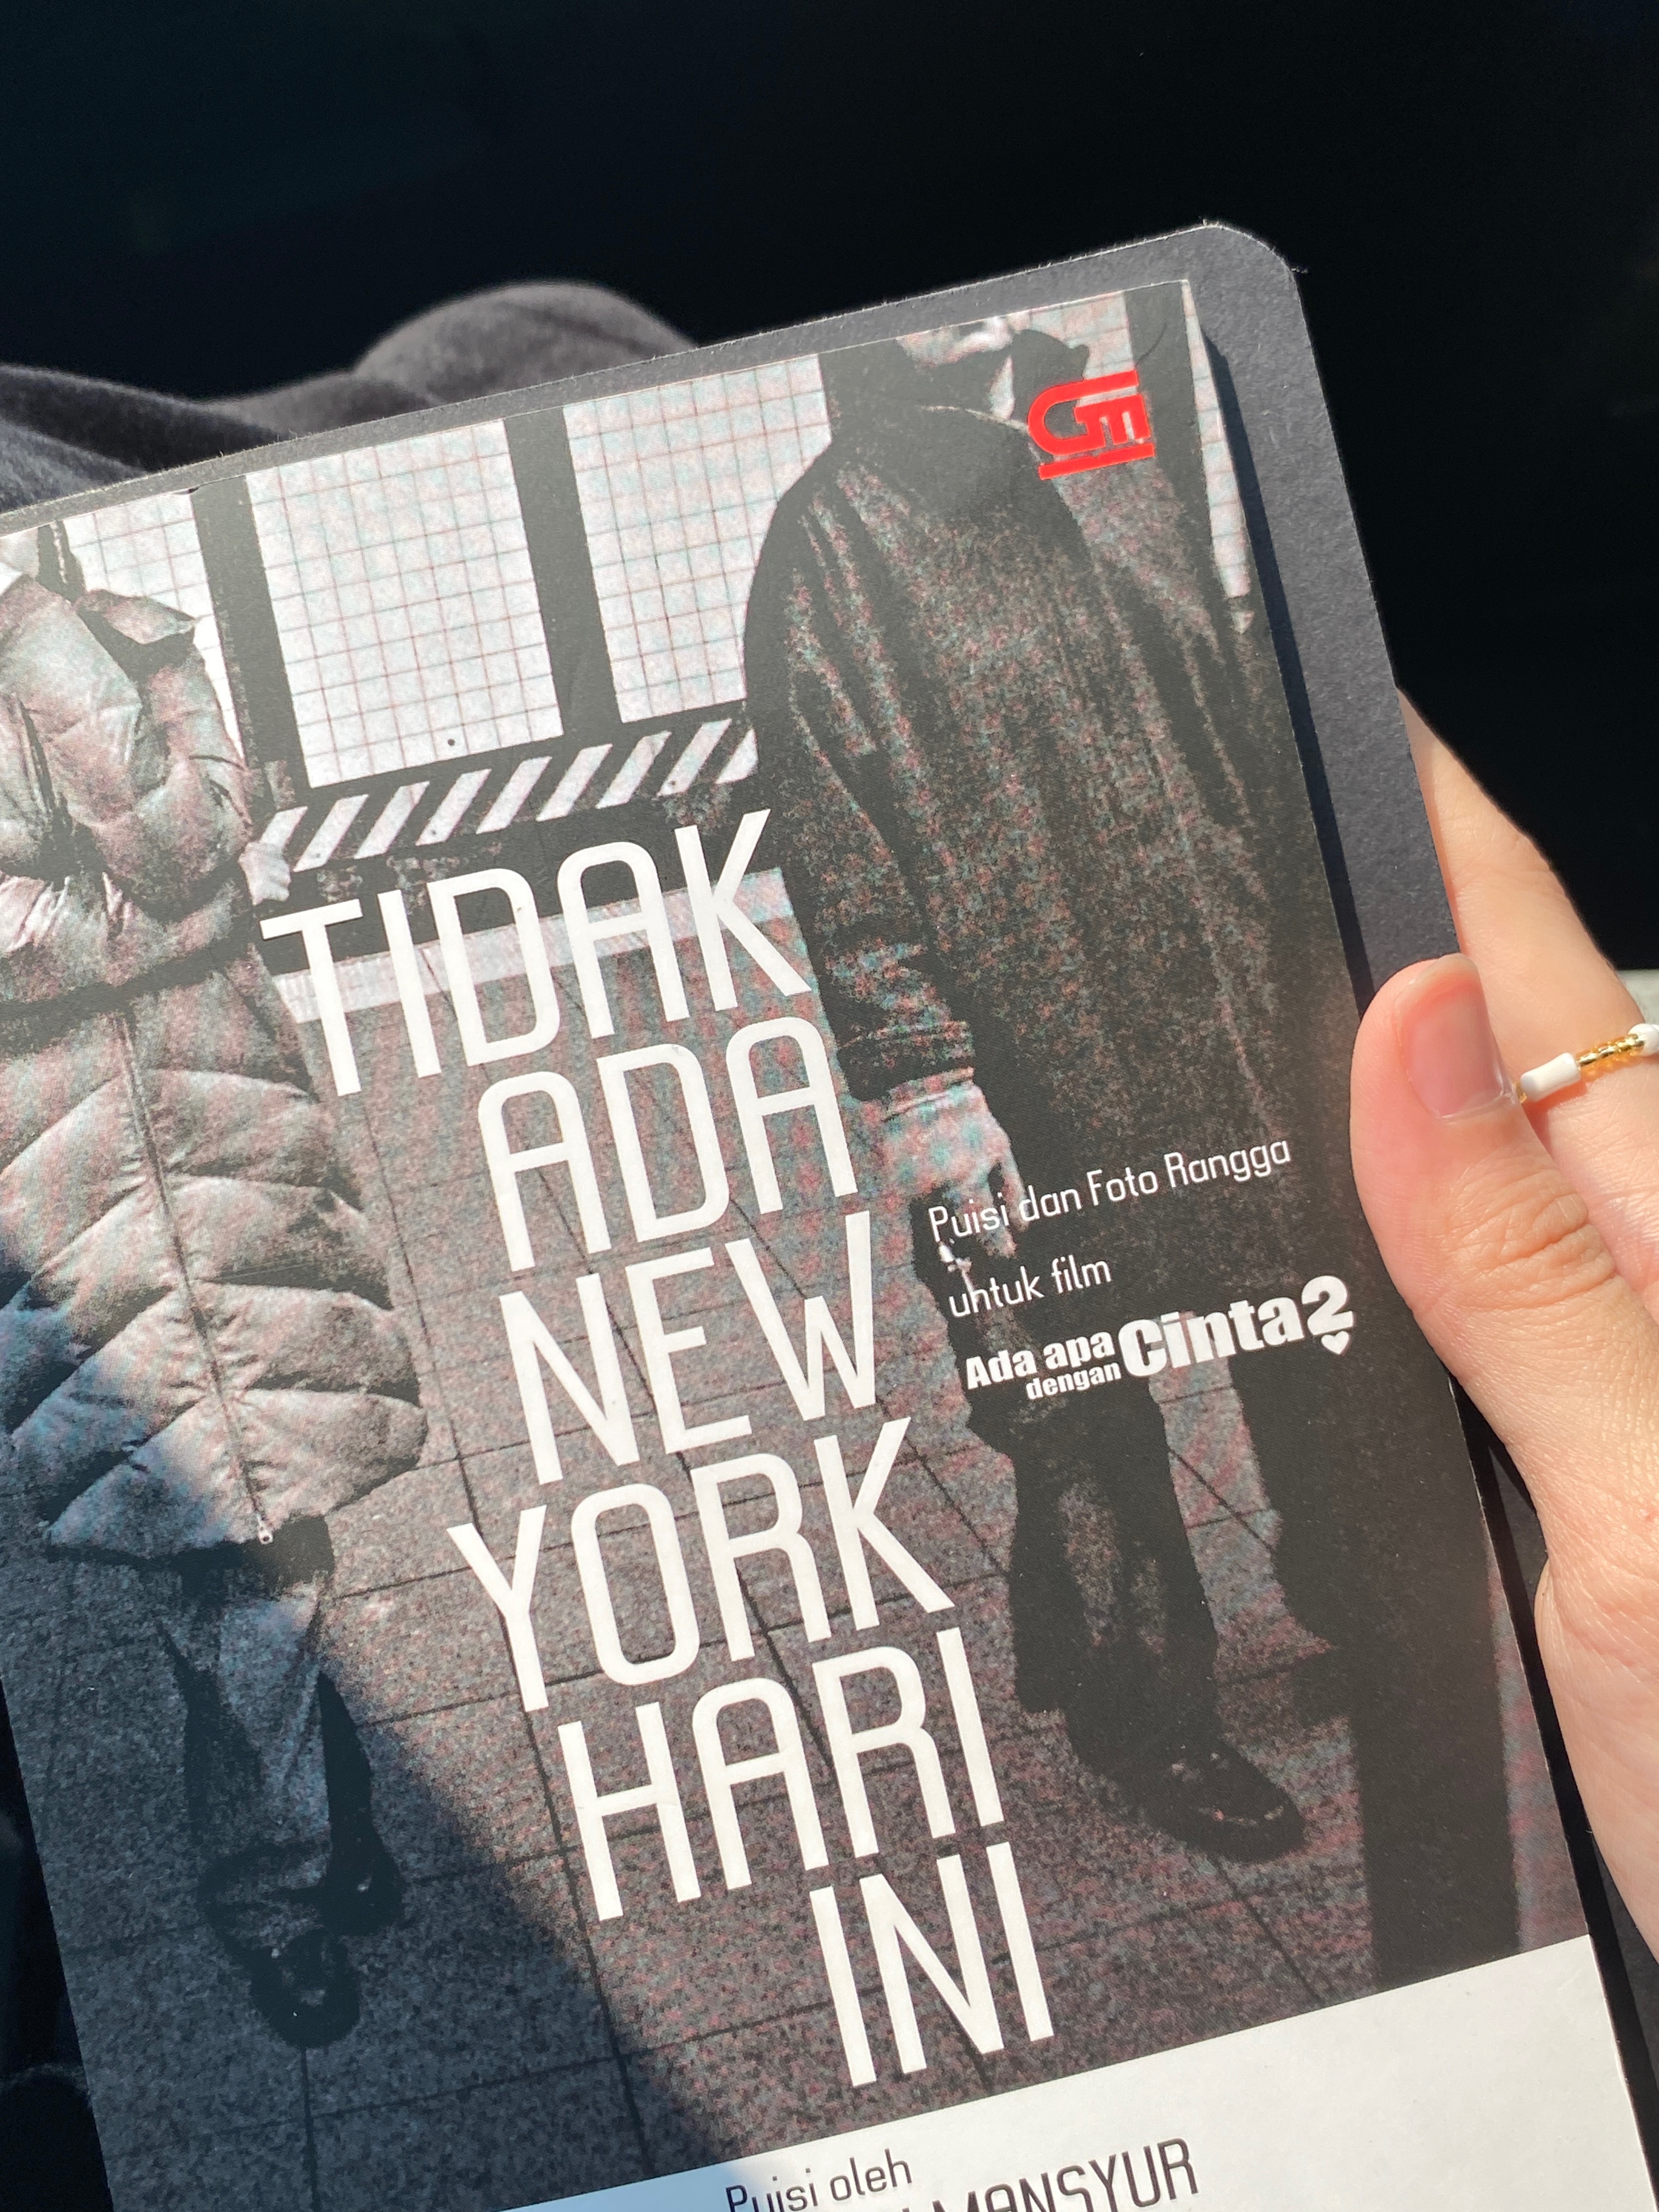 TIDAK
ADA
NEW
YORK
HARI
INI
Puisi dan Foto Rangga
untuk film
Ada apa
dengan Cinta2
Puisi oleh
MANSYUR